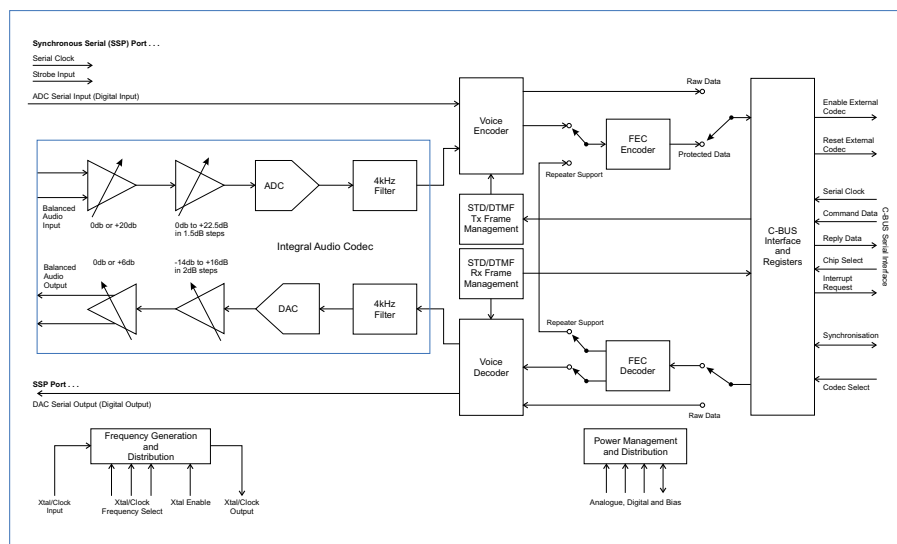 Synchronous Serial (SSP) Port . . .
Serial Clock
Strobe Input
ADC Serial Input (Digital Input)
Voice
Encoder
Raw Data
FEC
Encoder
Protected Data
Repeater Support
Enable External
Codec
Reset External
Codec
Balanced
Audio
Input
0db or +20db
0db to +22.5dB
in 1.5dB steps
ADC
4kHz
Filter
Integral Audio Codec
STD/DTMF
Tx Frame
Management
STD/DTMF
Rx Frame
Management
C-BUS
Interface
and
Registers
Serial Clock
Command Data
Reply Data
Chip Select
Interrupt
Request
C-BUS Serial Interface
Balanced
Audio
Output
0db or +6db
-14db to +16dB
in 2dB steps
DAC
4kHz
Filter
Voice
Decoder
Repeater Support
FEC
Decoder
Raw Data
Synchronisation
Codec Select
SSP Port . . .
DAC Serial Output (Digital Output)
Frequency Generation
and
Distribution
Xtal/Clock
Input
Xtal/Clock
Frequency Select
Xtal Enable
Xtal/Clock
Output
Power Management
and Distribution
Analogue, Digital and Bias